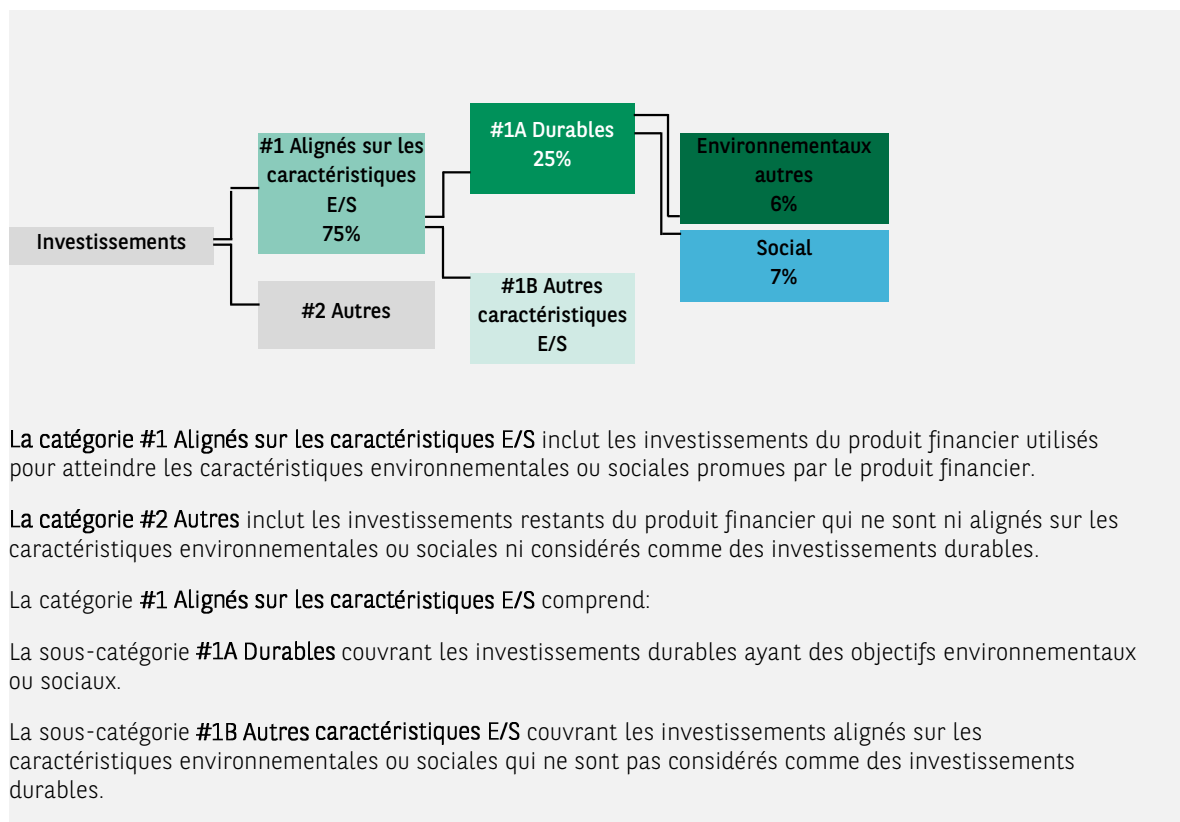 Investissements
#1 Alignés sur les
caractéristiques
E/S
75%
#2 Autres
#1A Durables
25%
#1B Autres
caractéristiques
E/S
Environnementaux
autres
6%
Social
7%
La catégorie #1 Alignés sur les caractéristiques E/S inclut les investissements du produit financier utilisés
pour atteindre les caractéristiques environnementales ou sociales promues par le produit financier.
La catégorie #2 Autres inclut les investissements restants du produit financier qui ne sont ni alignés sur les
caractéristiques environnementales ou sociales ni considérés comme des investissements durables.
La catégorie #1 Alignés sur les caractéristiques E/S comprend:
La sous-catégorie #1A Durables couvrant les investissements durables ayant des objectifs environnementaux
ou sociaux.
La sous-catégorie #1B Autres caractéristiques E/S couvrant les investissements alignés sur les
caractéristiques environnementales ou sociales qui ne sont pas considérés comme des investissements
durables.